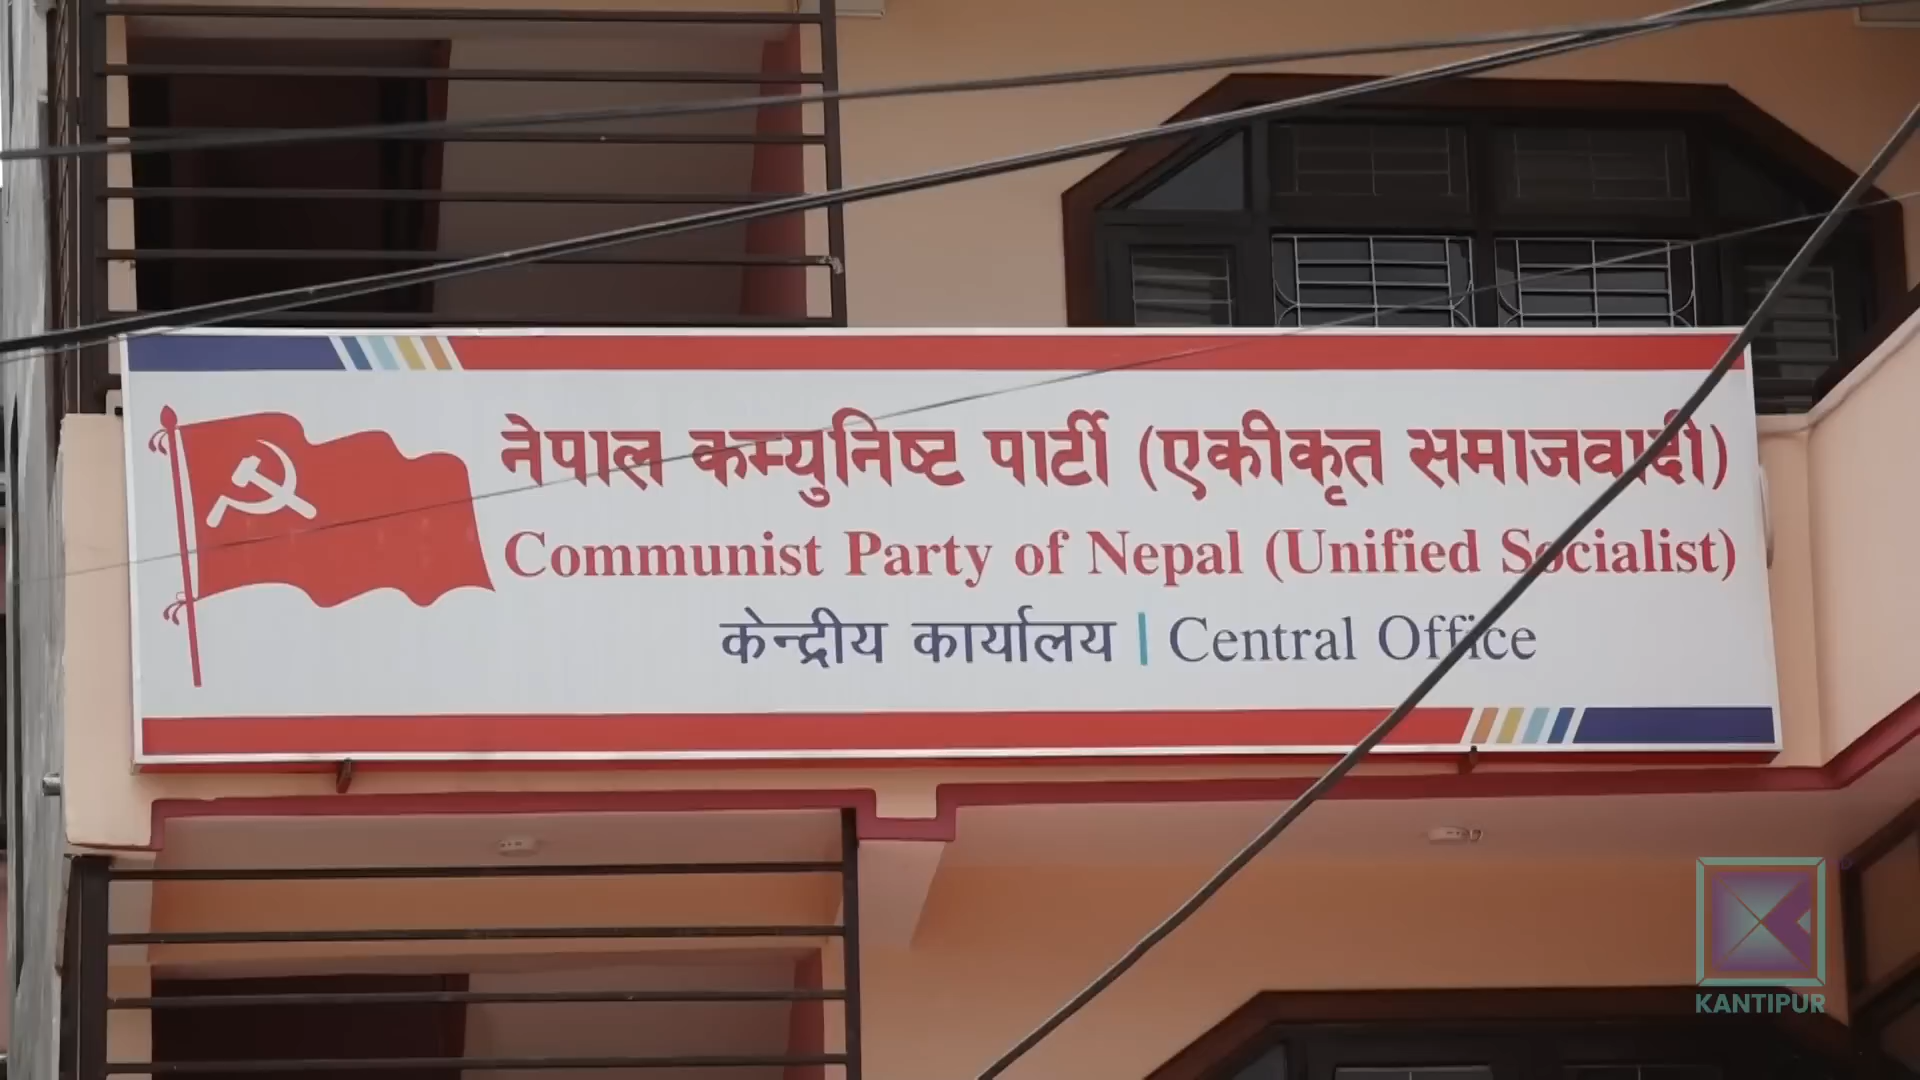 नेपाल कम्युनिष्ट पार्टी (एकीकृत समाजवादी)
Communist Party of Nepal (Unified Socialist)
केन्द्रीय कार्यालय | Central Office
KANTIPUR